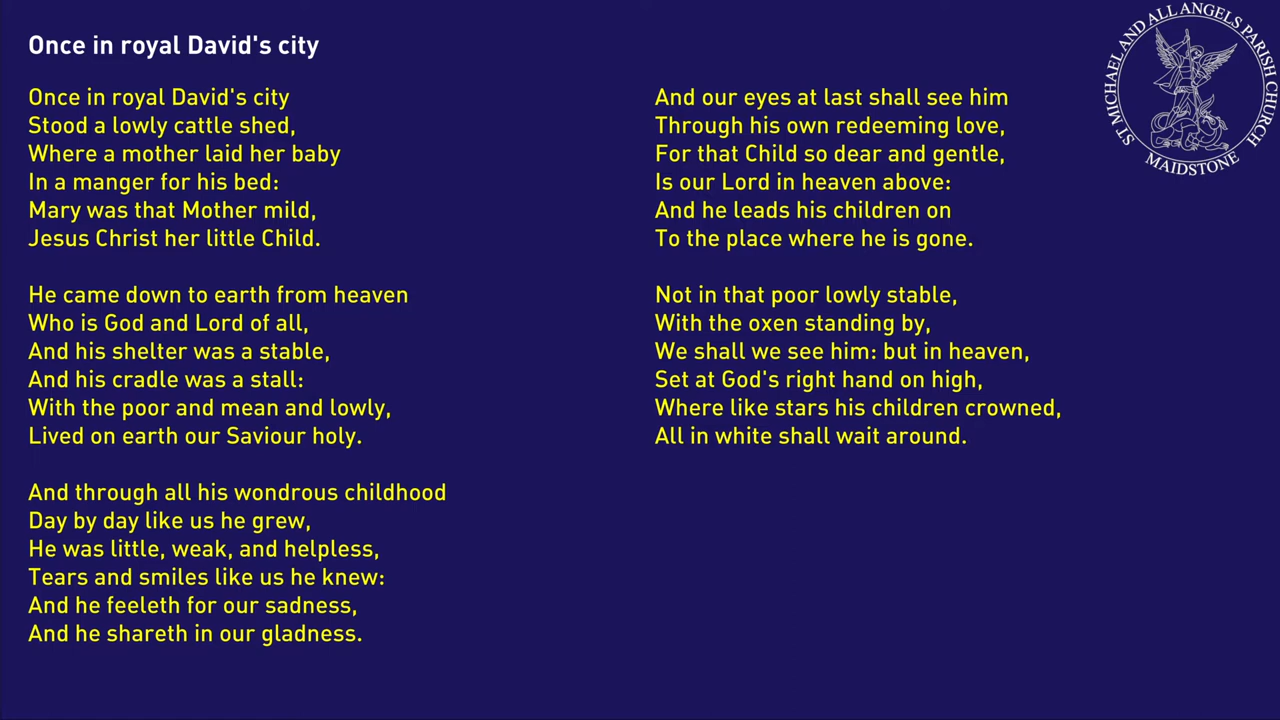 Once in royal David's city
Once in royal David's city
Stood a lowly cattle shed,
Where a mother laid her baby
In a manger for his bed:
Mary was that Mother mild,
Jesus Christ her little Child.
He came down to earth from heaven
Who is God and Lord of all,
And his shelter was a stable,
And his cradle was a stall:
With the poor and mean and lowly,
Lived on earth our Saviour holy.
And through all his wondrous childhood
Day by day like us he grew,
He was little, weak, and helpless,
Tears and smiles like us he knew:
And he feeleth for our sadness,
And he shareth in our gladness.
And our eyes at last shall see him
Through his own redeeming love,
For that Child so dear and gentle,
Is our Lord in heaven above:
And he leads his children on
To the place where he is gone.
Not in that poor lowly stable,
With the oxen standing by,
We shall we see him: but in heaven,
Set at God's right hand on high,
Where like stars his children crowned,
All in white shall wait around.
ST MICHAEL AND ALL ANGELS PARISH CHURCH
MAIDSTONE